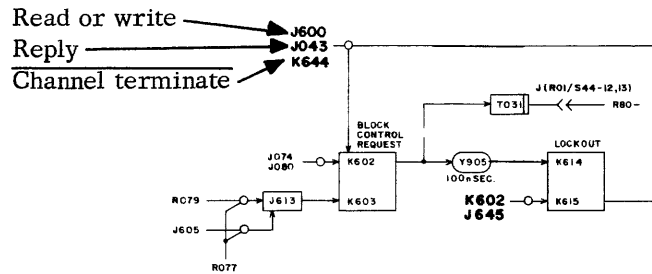 Read or write
J600
Reply
J043
Channel terminate
K644
J(R01/S44-12,13)
T031
R80-
BLOCK
CONTROL
REQUEST
LOCKOUT
J074
J080
K602
Y905
K614
100nSEC.
R079
J613
K603
K602
J645
K615
J605
R077